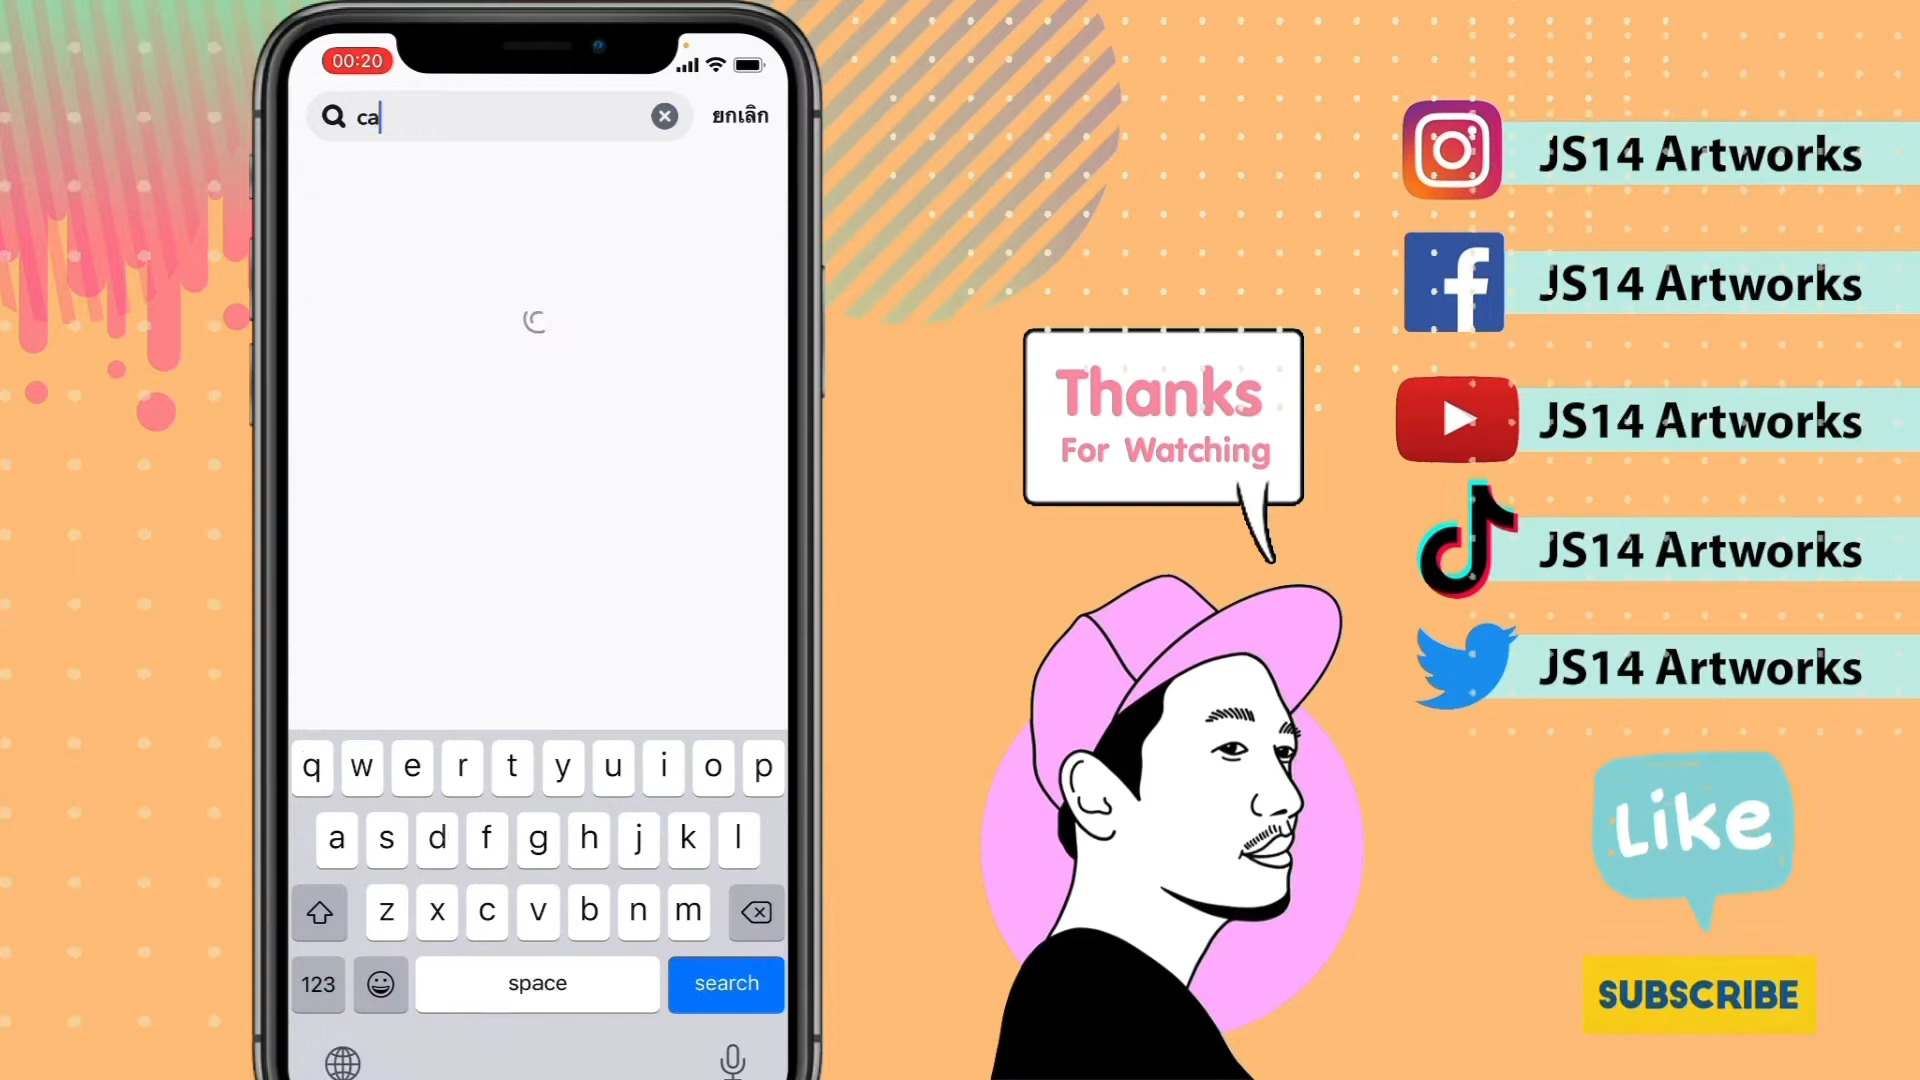 00:20
ca
ยกเลิก
q w e r t y u i o p
a s d f g h j k l
z x c v b n m
123 space search
Thanks
For Watching
JS14 Artworks
JS14 Artworks
JS14 Artworks
JS14 Artworks
JS14 Artworks
Like
SUBSCRIBE